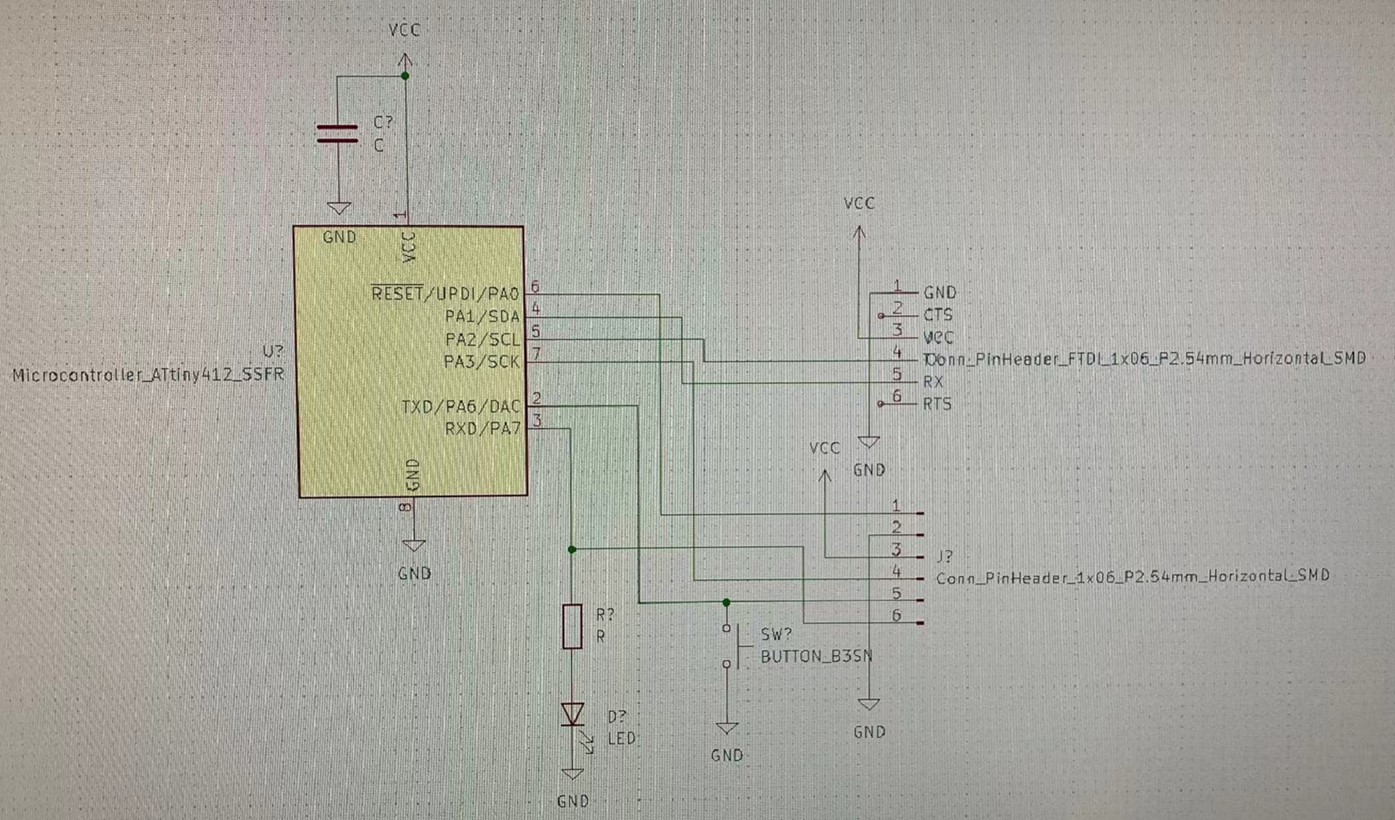 VCC
C?
C
GND
1
VCC
RESET/UPDI/PA0 6
PA1/SDA 4
PA2/SCL 5
PA3/SCK 7
TXD/PA6/DAC 2
RXD/PA7 3
U?
Microcontroller_ATtiny412_SSFR
GND
8
GND
VCC
1 GND
2 CTS
3
4 Conn_PinHeader_FTDI_1x06_P2.54mm_Horizontal_SMD
5 RX
6 RTS
GND
VCC
1
2
3 J?
4 Conn_PinHeader_1x06_P2.54mm_Horizontal_SMD
5
6
GND
R?
R
D?
LED
GND
SW?
BUTTON_B3SN
GND